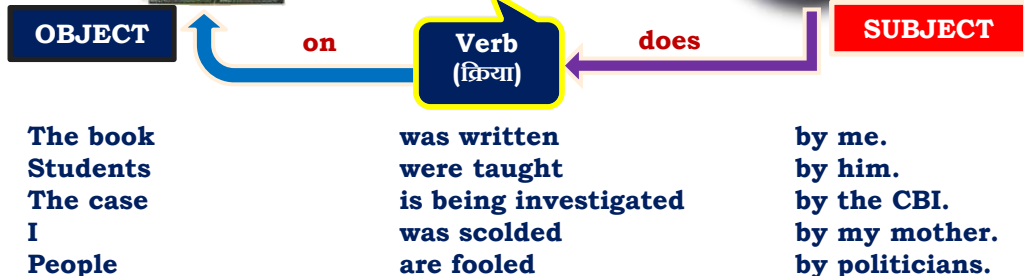 OBJECT on Verb does SUBJECT
(क्रिया)
The book was written by me.
Students were taught by him.
The case is being investigated by the CBI.
I was scolded by my mother.
People are fooled by politicians.